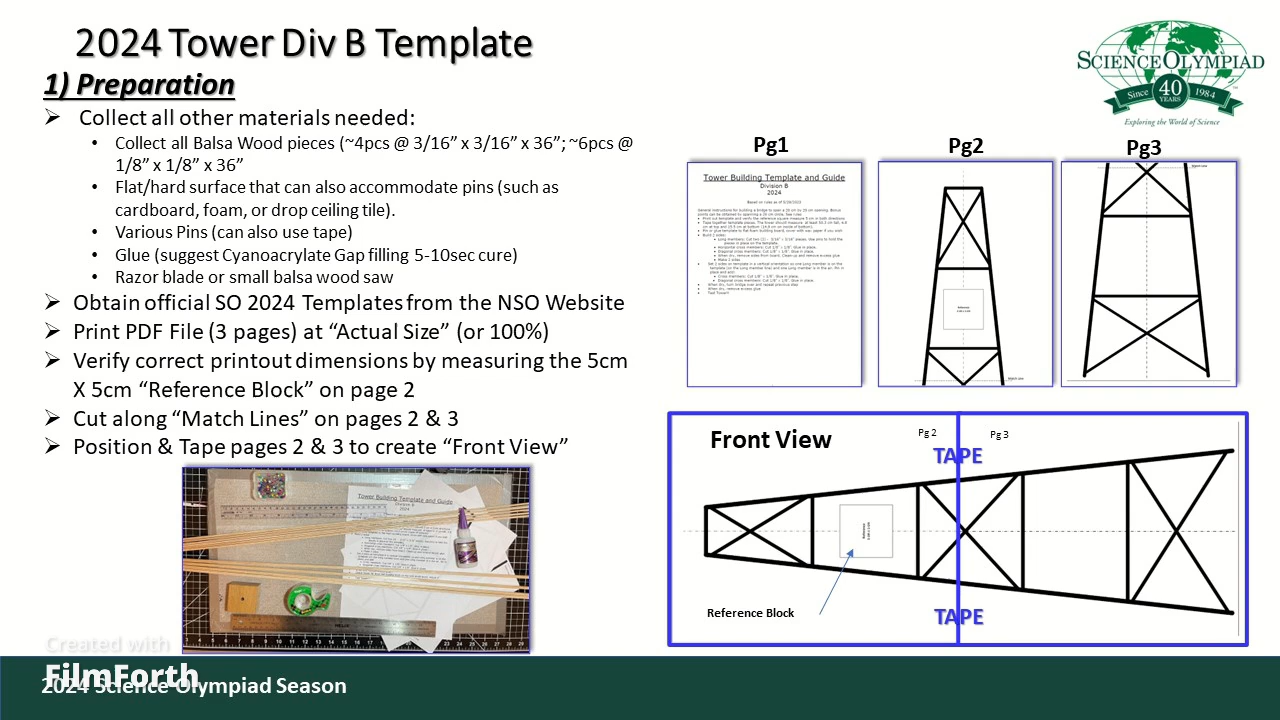 2024 Tower Div B Template
1) Preparation
➢ Collect all other materials needed:
• Collect all Balsa Wood pieces (~4pcs @ 3/16” x 3/16” x 36”; ~6pcs @
1/8” x 1/8” x 36”
• Flat/hard surface that can also accommodate pins (such as
cardboard, foam, or drop ceiling tile).
• Various Pins (can also use tape)
• Glue (suggest Cyanoacrylate Gap filling 5-10sec cure)
• Razor blade or small balsa wood saw
➢ Obtain official SO 2024 Templates from the NSO Website
➢ Print PDF File (3 pages) at “Actual Size” (or 100%)
➢ Verify correct printout dimensions by measuring the 5cm
X 5cm “Reference Block” on page 2
➢ Cut along “Match Lines” on pages 2 & 3
➢ Position & Tape pages 2 & 3 to create “Front View”
Tower Building Template and Guide
Division B
2024
SCIENCE OLYMPIAD
Since 40 YEARS 1984
Exploring the World of Science
Pg1
Pg2
Pg3
Tower Building Template and Guide
Division B
2024
Front View
Pg 2
Pg 3
TAPE
Reference Block
TAPE
Created with
FilmForth
2024 Science Olympiad Season